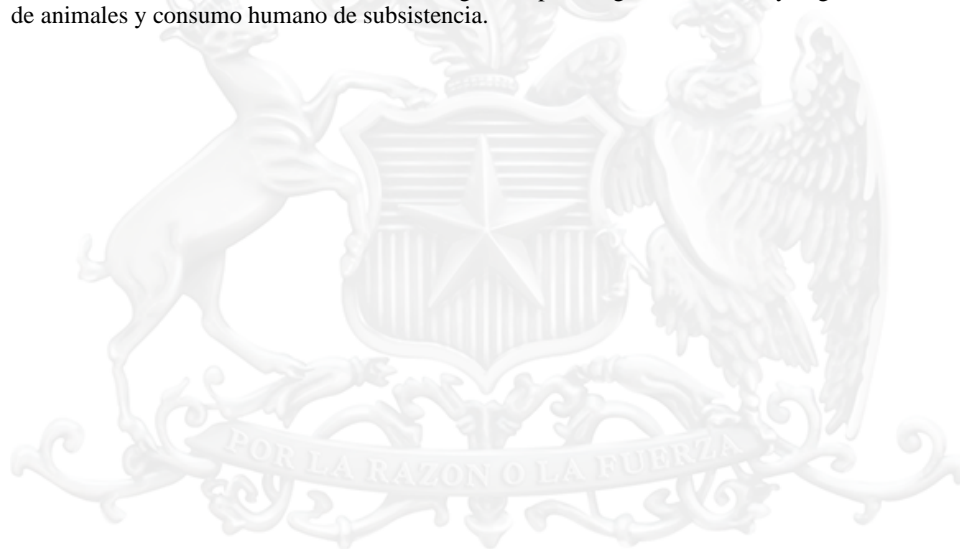 de animales y consumo humano de subsistencia.
POR LA RAZON O LA FUERZA